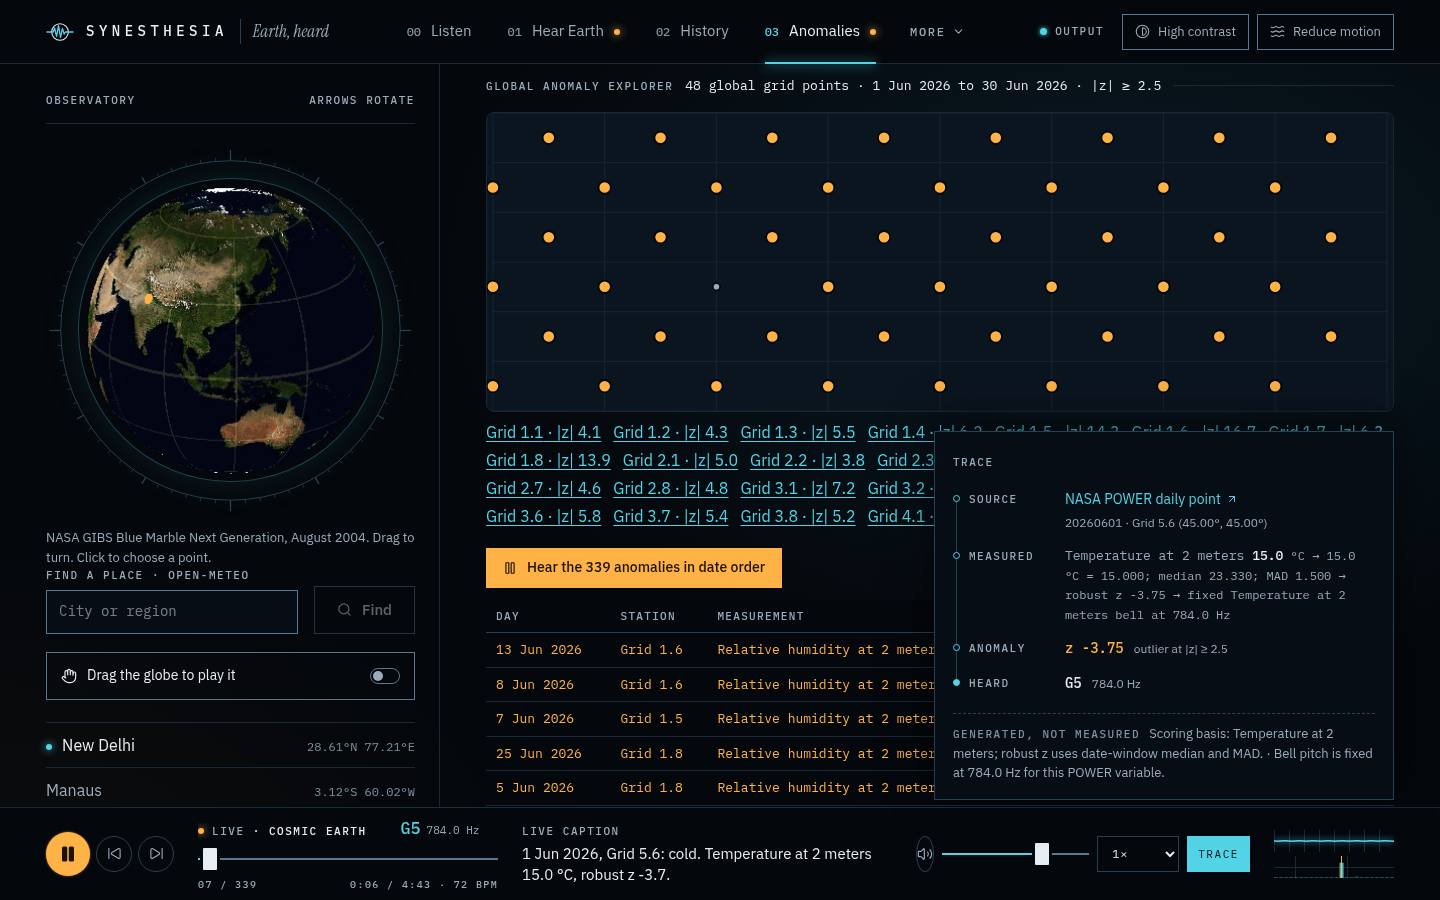 SYNESTHESIA Earth, heard 00 Listen 01 Hear Earth 02 History 03 Anomalies MORE OUTPUT High contrast Reduce motion
OBSERVATORY ARROWS ROTATE
NASA GIBS Blue Marble Next Generation, August 2004. Drag to
turn. Click to choose a point.
FIND A PLACE · OPEN-METEO
City or region Find
Drag the globe to play it
New Delhi 28.61°N 77.21°E
Manaus 3.12°S 60.02°W
GLOBAL ANOMALY EXPLORER 48 global grid points · 1 Jun 2026 to 30 Jun 2026 · |z| ≥ 2.5
Grid 1.1 · |z| 4.1 Grid 1.2 · |z| 4.3 Grid 1.3 · |z| 5.5 Grid 1.4 · |z| 6.2 Grid 1.5 · |z| 14.3 Grid 1.6 · |z| 16.7 Grid 1.7 · |z| 6.3
Grid 1.8 · |z| 13.9 Grid 2.1 · |z| 5.0 Grid 2.2 · |z| 3.8 Grid 2.3
Grid 2.7 · |z| 4.6 Grid 2.8 · |z| 4.8 Grid 3.1 · |z| 7.2 Grid 3.2 ·
Grid 3.6 · |z| 5.8 Grid 3.7 · |z| 5.4 Grid 3.8 · |z| 5.2 Grid 4.1 ·
Hear the 339 anomalies in date order
DAY STATION MEASUREMENT
13 Jun 2026 Grid 1.6 Relative humidity at 2 meter
8 Jun 2026 Grid 1.6 Relative humidity at 2 meter
7 Jun 2026 Grid 1.5 Relative humidity at 2 meter
25 Jun 2026 Grid 1.8 Relative humidity at 2 meter
5 Jun 2026 Grid 1.8 Relative humidity at 2 meter
TRACE
SOURCE NASA POWER daily point
20260601 · Grid 5.6 (45.00°, 45.00°)
MEASURED Temperature at 2 meters 15.0 °C → 15.0
°C = 15.000; median 23.330; MAD 1.500 →
robust z -3.75 → fixed Temperature at 2
meters bell at 784.0 Hz
ANOMALY z -3.75 outlier at |z| ≥ 2.5
HEARD G5 784.0 Hz
GENERATED, NOT MEASURED Scoring basis: Temperature at 2
meters; robust z uses date-window median and MAD. · Bell pitch is fixed
at 784.0 Hz for this POWER variable.
LIVE · COSMIC EARTH G5 784.0 Hz
07 / 339 0:06 / 4:43 · 72 BPM
LIVE CAPTION
1 Jun 2026, Grid 5.6: cold. Temperature at 2 meters
15.0 °C, robust z -3.7.
1× TRACE